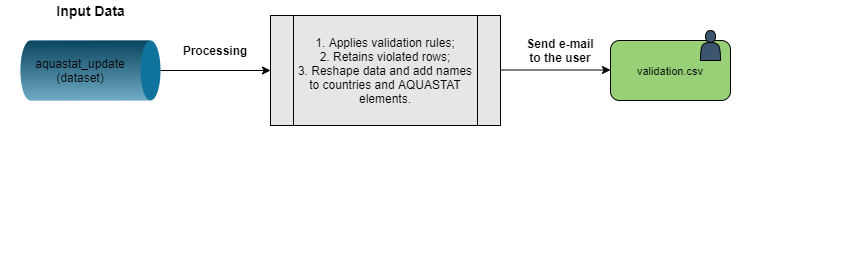 Input Data
aquastat_update
(dataset)
Processing
1. Applies validation rules;
2. Retains violated rows;
3. Reshape data and add names
to countries and AQUASTAT
elements.
Send e-mail
to the user
validation.csv